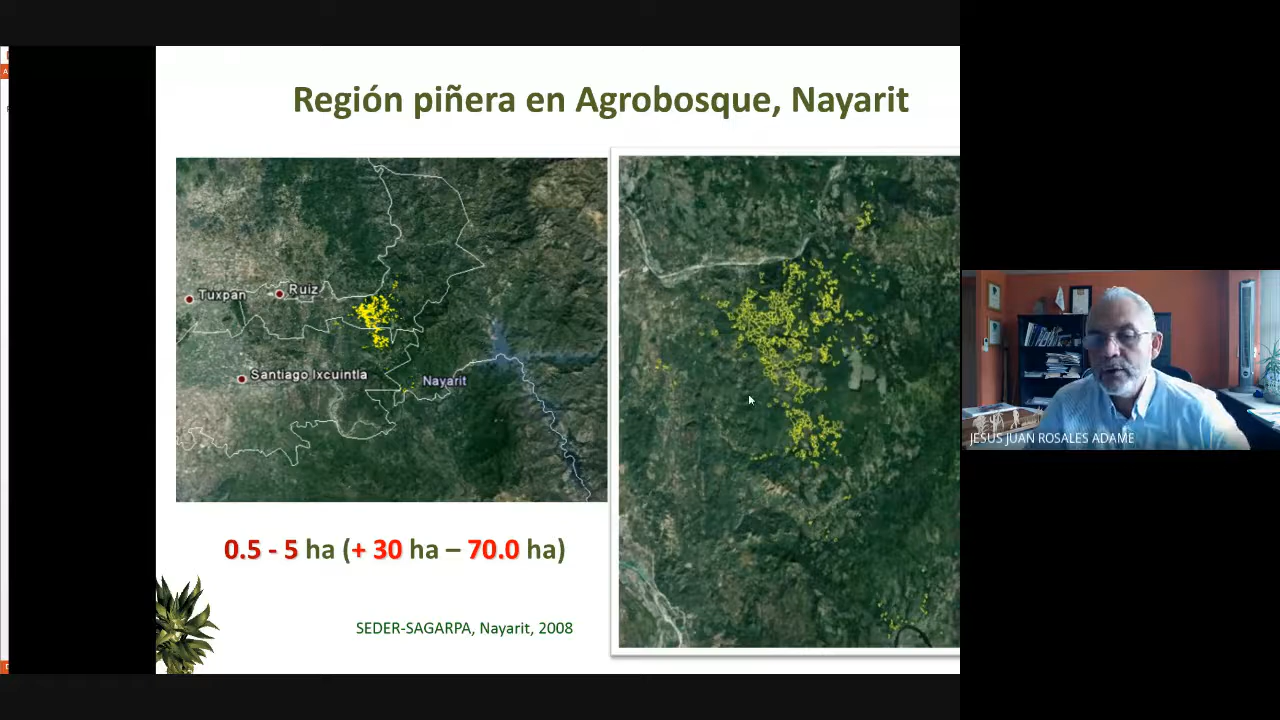 Región piñera en Agrobosque, Nayarit
Tuxpan
Ruiz
Santiago Ixcuintla
Nayarit
0.5 - 5 ha (+ 30 ha – 70.0 ha)
SEDER-SAGARPA, Nayarit, 2008
JESUS JUAN ROSALES ADAME